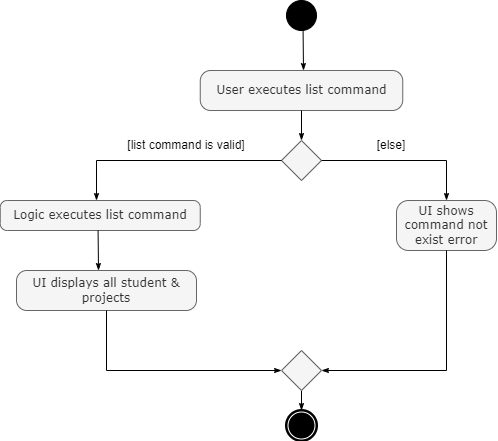 User executes list command
[list command is valid]
[else]
Logic executes list command
UI shows
command not
exist error
UI displays all student &
projects